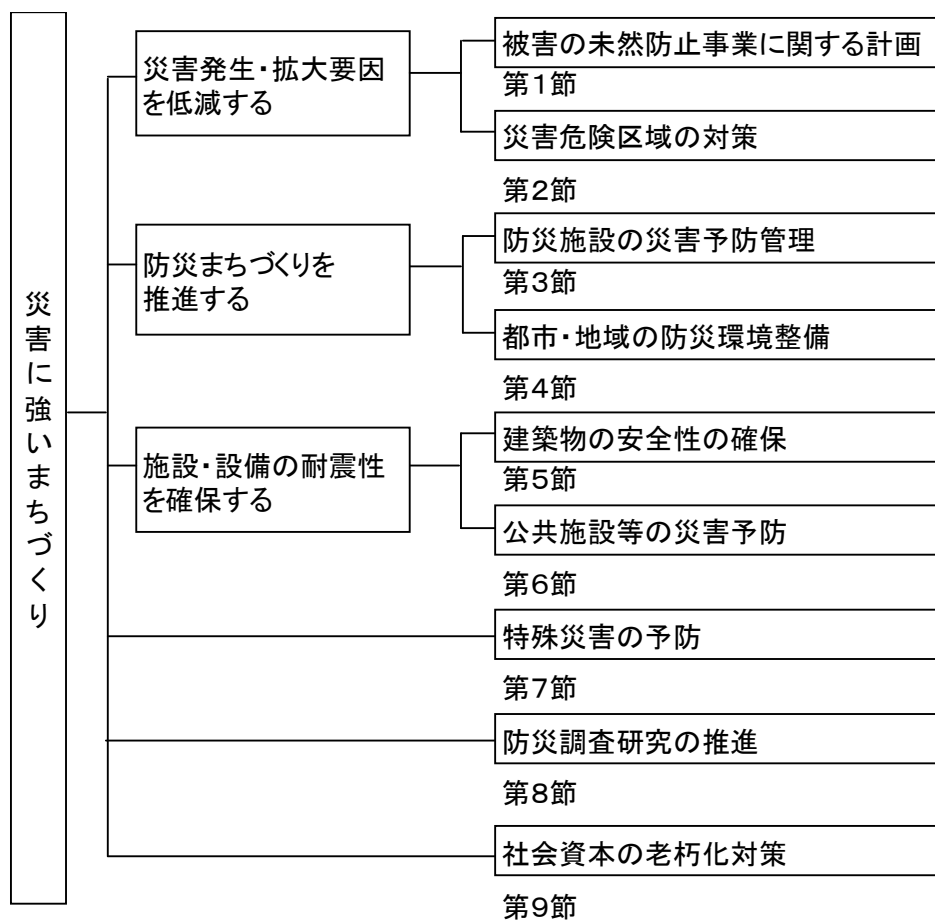 災害に強いまちづくり
災害発生・拡大要因
を低減する
被害の未然防止事業に関する計画
第1節
災害危険区域の対策
第2節
防災まちづくりを
推進する
防災施設の災害予防管理
第3節
都市・地域の防災環境整備
第4節
施設・設備の耐震性
を確保する
建築物の安全性の確保
第5節
公共施設等の災害予防
第6節
特殊災害の予防
第7節
防災調査研究の推進
第8節
社会資本の老朽化対策
第9節